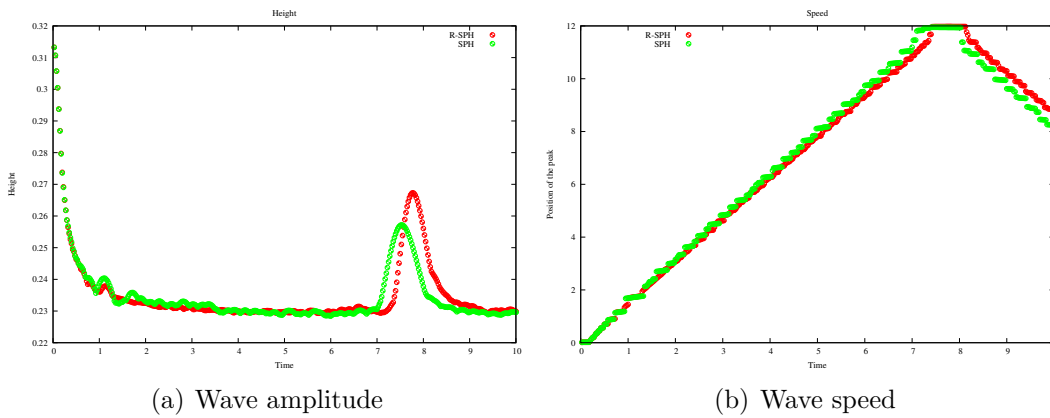 Height
R-SPH
SPH
0.32
0.31
0.3
0.29
0.28
0.27
0.26
0.25
0.24
0.23
0.22
Height
0 1 2 3 4 5 6 7 8 9 10
Time
(a) Wave amplitude
Speed
R-SPH
SPH
12
10
8
6
4
2
0
Position of the peak
0 1 2 3 4 5 6 7 8 9
Time
(b) Wave speed